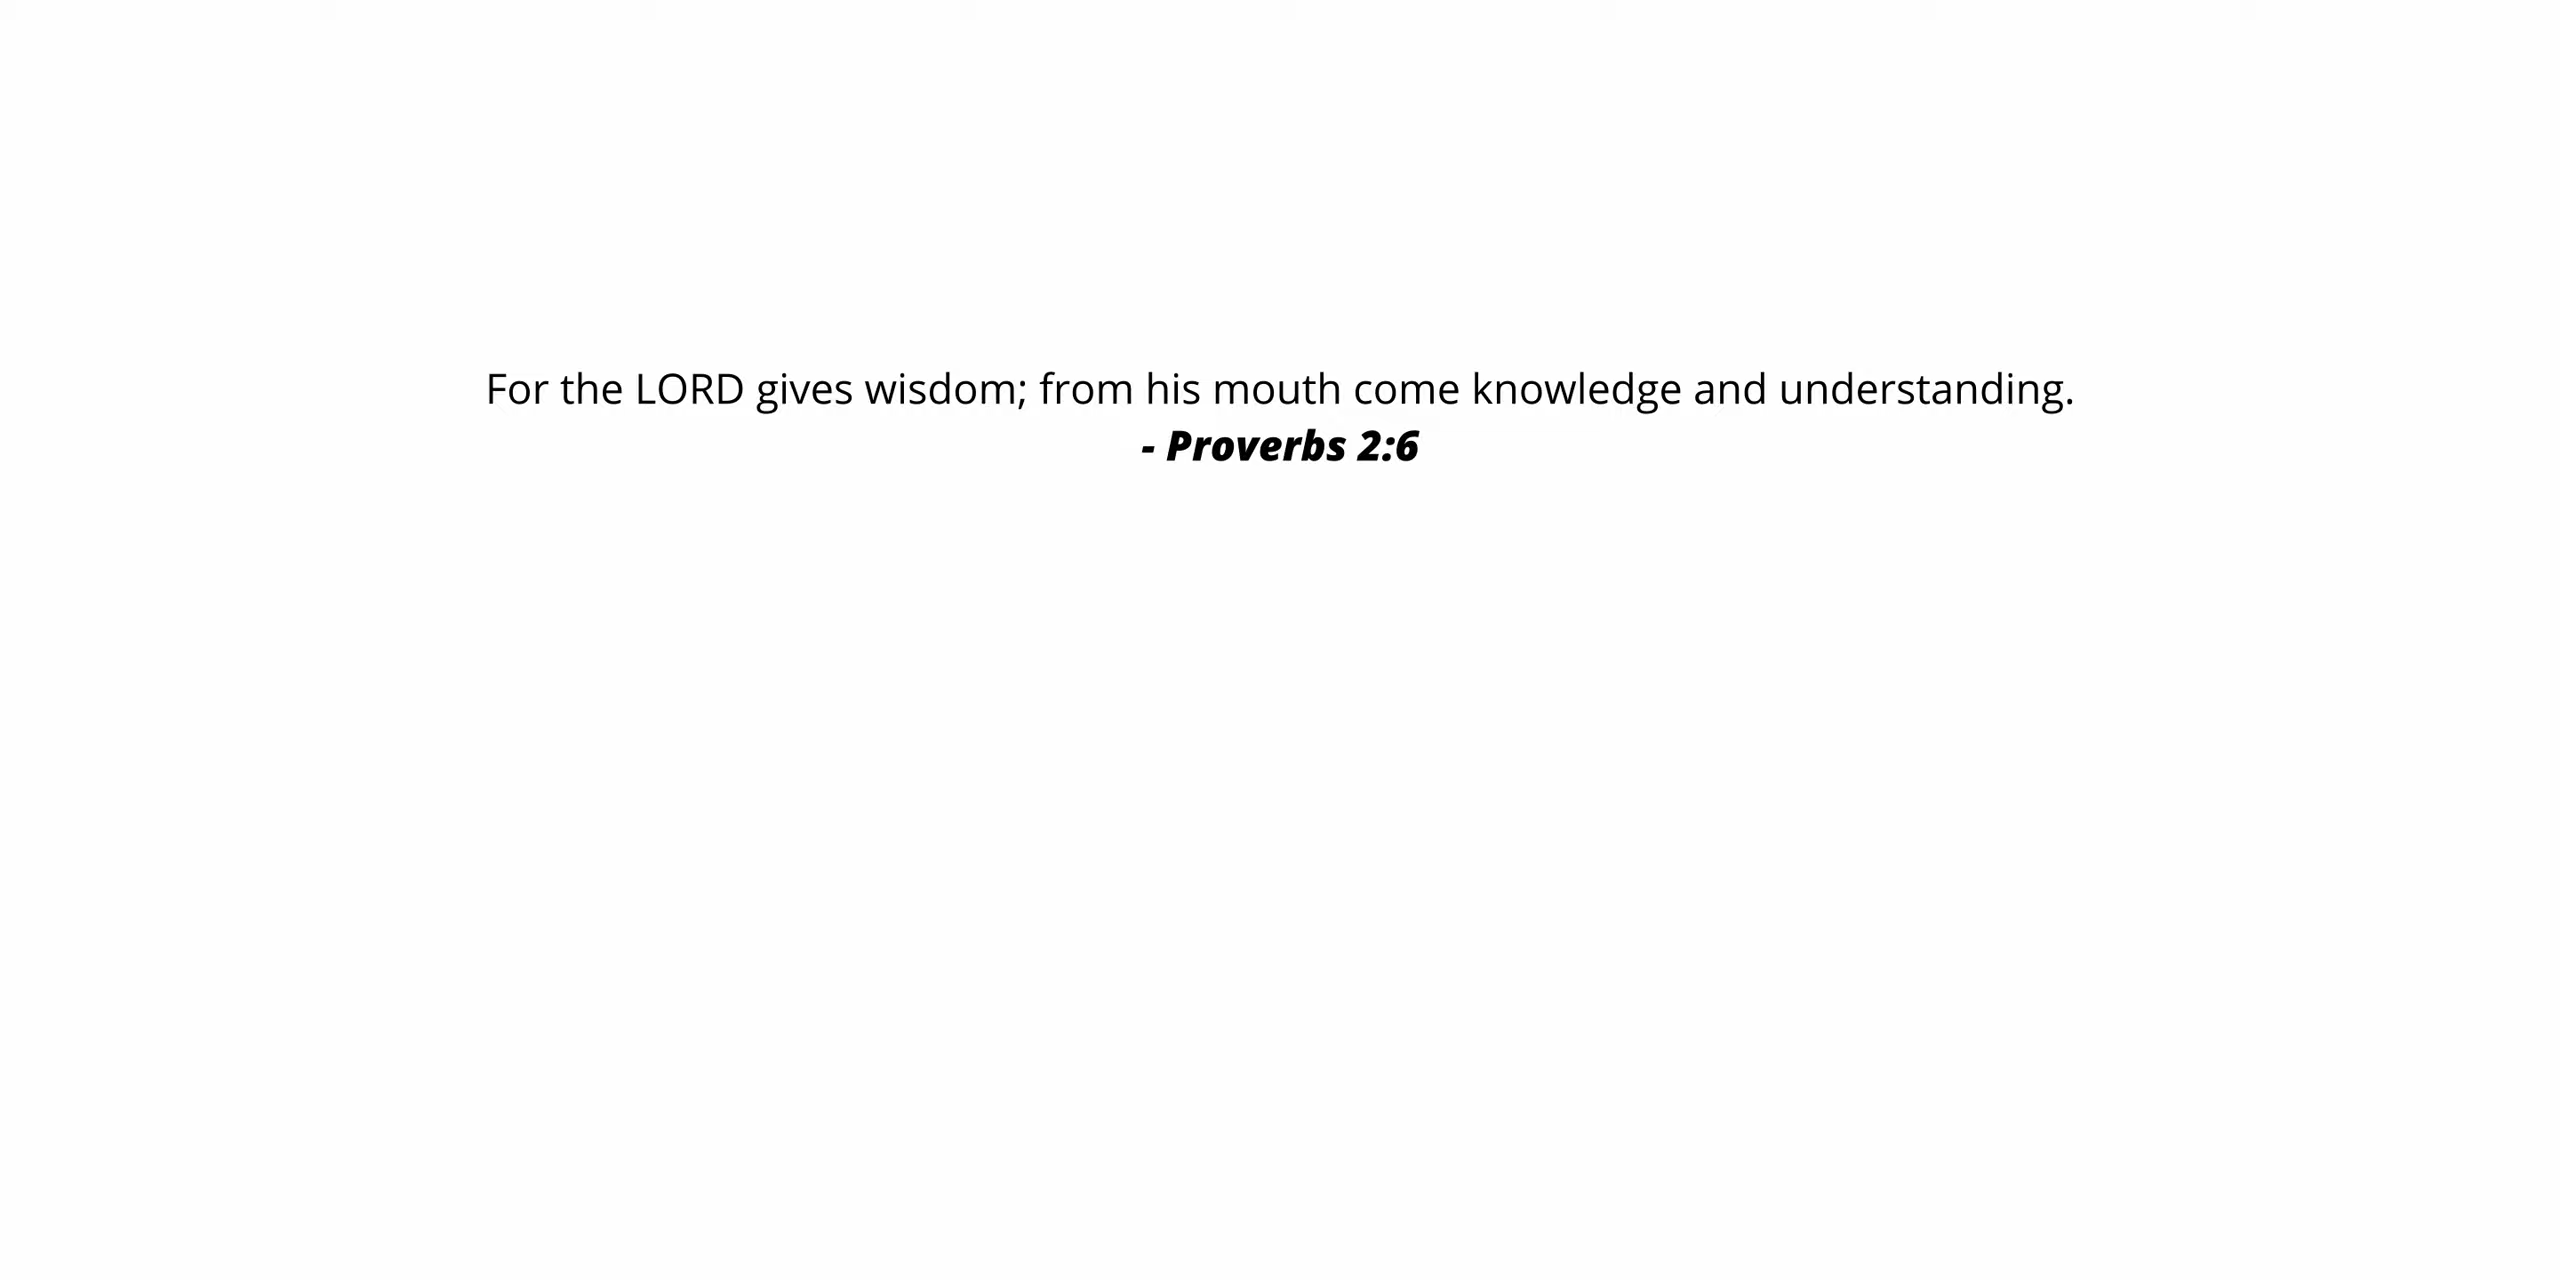 For the LORD gives wisdom; from his mouth come knowledge and understanding.
- Proverbs 2:6